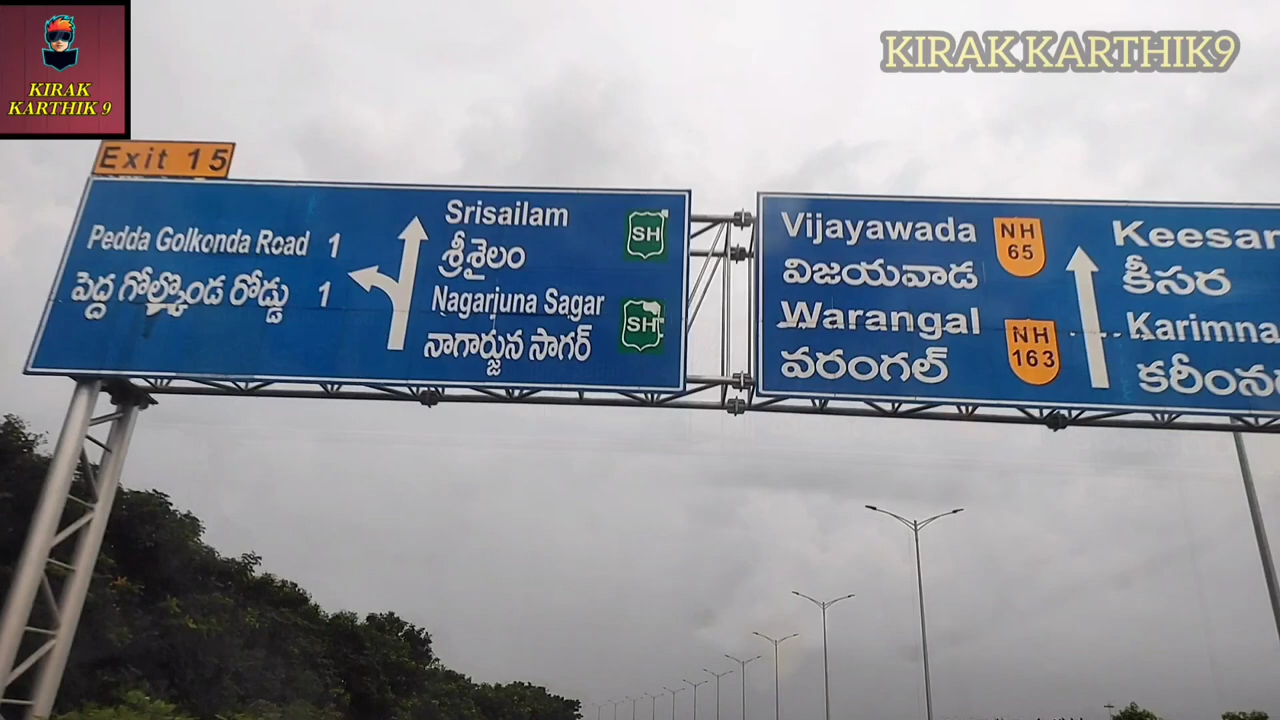 KIRAK
KARTHIK 9
KIRAK KARTHIK9
Exit 15
Pedda Golkonda Road 1
పెద్ద గోల్కొండ రోడ్డు 1
Srisailam SH
శ్రీశైలం
Nagarjuna Sagar SH
నాగార్జున సాగర్
Vijayawada NH 65
విజయవాడ
Warangal NH 163
వరంగల్
Keesar
కీసర
Karimna
కరీంన